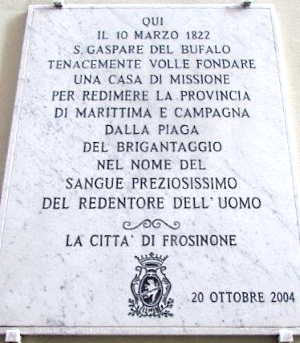 QUI
IL 10 MARZO 1822
S. GASPARE DEL BUFALO
TENACEMENTE VOLLE FONDARE
UNA CASA DI MISSIONE
PER REDIMERE LA PROVINCIA
DI MARITTIMA E CAMPAGNA
DALLA PIAGA
DEL BRIGANTAGGIO
NEL NOME DEL
SANGUE PREZIOSISSIMO
DEL REDENTORE DELL'UOMO
LA CITTA' DI FROSINONE
20 OTTOBRE 2004